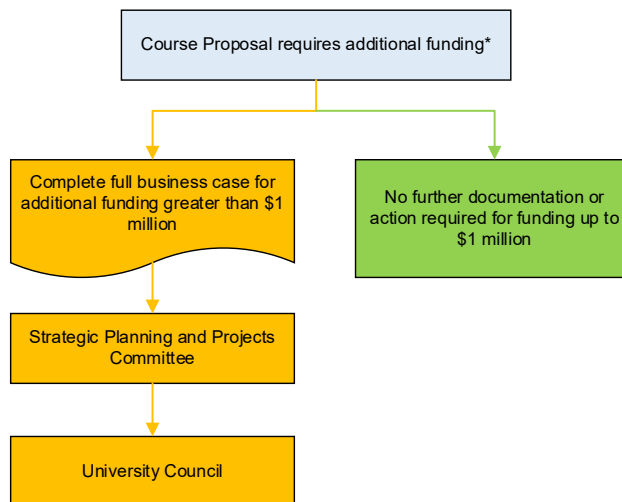 Course Proposal requires additional funding*
Complete full business case for
additional funding greater than $1
million
No further documentation or
action required for funding up to
$1 million
Strategic Planning and Projects
Committee
University Council